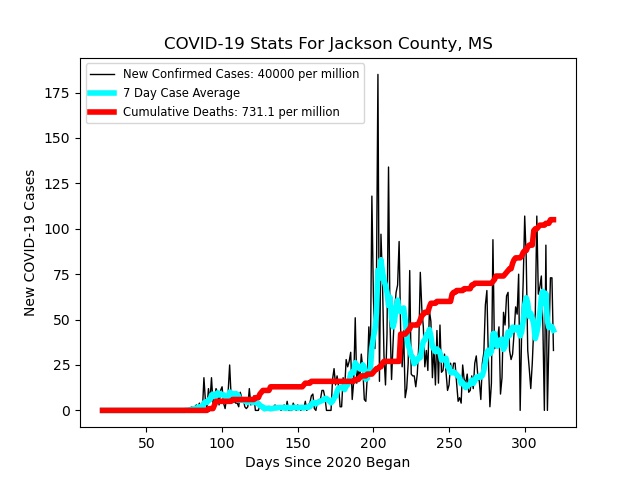 COVID-19 Stats For Jackson County, MS
New Confirmed Cases: 40000 per million
7 Day Case Average
Cumulative Deaths: 731.1 per million
175
150
125
100
75
50
25
0
New COVID-19 Cases
50 100 150 200 250 300
Days Since 2020 Began